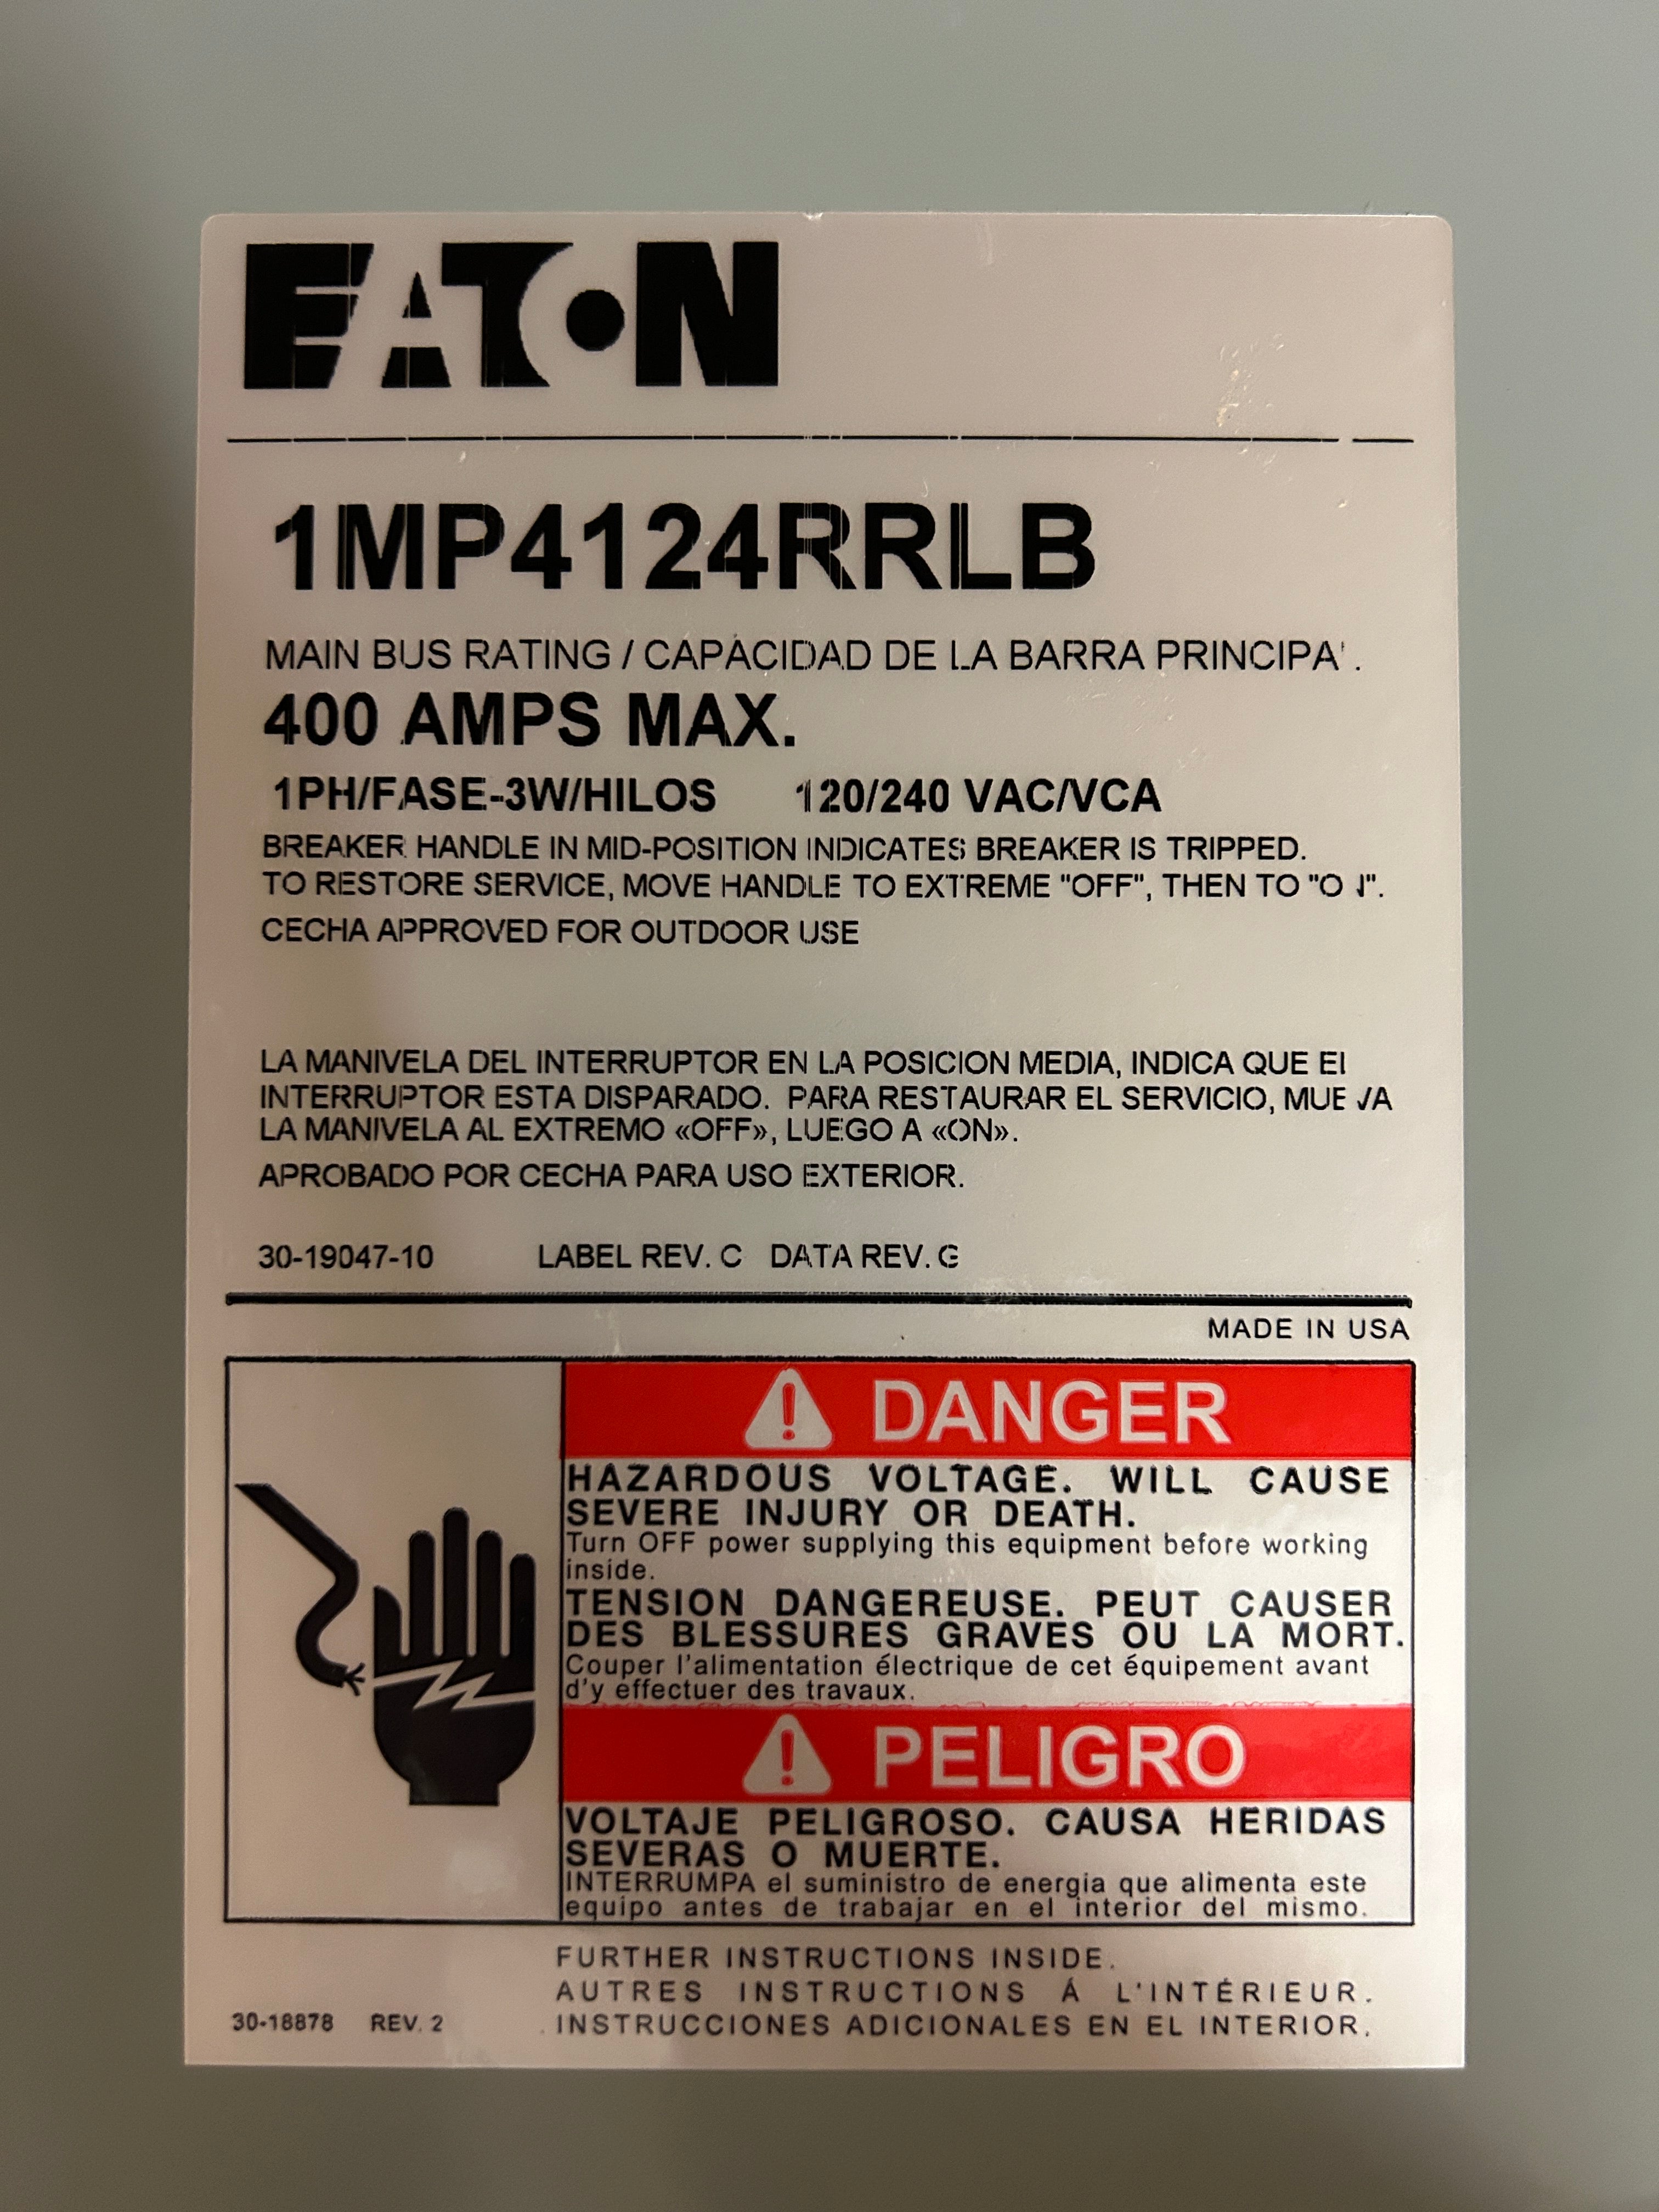 EATON
1MP4124RRLB
MAIN BUS RATING / CAPACIDAD DE LA BARRA PRINCIPA' .
400 AMPS MAX.
1PH/FASE-3W/HILOS 120/240 VAC/VCA
BREAKER HANDLE IN MID-POSITION INDICATES BREAKER IS TRIPPED.
TO RESTORE SERVICE, MOVE HANDLE TO EXTREME "OFF", THEN TO "ON".
CECHA APPROVED FOR OUTDOOR USE
LA MANIVELA DEL INTERRUPTOR EN LA POSICION MEDIA, INDICA QUE EL
INTERRUPTOR ESTA DISPARADO. PARA RESTAURAR EL SERVICIO, MUEVA
LA MANIVELA AL EXTREMO «OFF», LUEGO A «ON».
APROBADO POR CECHA PARA USO EXTERIOR.
30-19047-10 LABEL REV. C DATA REV. G
MADE IN USA
DANGER
HAZARDOUS VOLTAGE. WILL CAUSE
SEVERE INJURY OR DEATH.
Turn OFF power supplying this equipment before working
inside.
TENSION DANGEREUSE. PEUT CAUSER
DES BLESSURES GRAVES OU LA MORT.
Couper l'alimentation électrique de cet équipement avant
d'y effectuer des travaux.
PELIGRO
VOLTAJE PELIGROSO. CAUSA HERIDAS
SEVERAS O MUERTE.
INTERRUMPA el suministro de energia que alimenta este
equipo antes de trabajar en el interior del mismo.
FURTHER INSTRUCTIONS INSIDE.
AUTRES INSTRUCTIONS Á L'INTÉRIEUR.
30-18878 REV. 2 INSTRUCCIONES ADICIONALES EN EL INTERIOR.